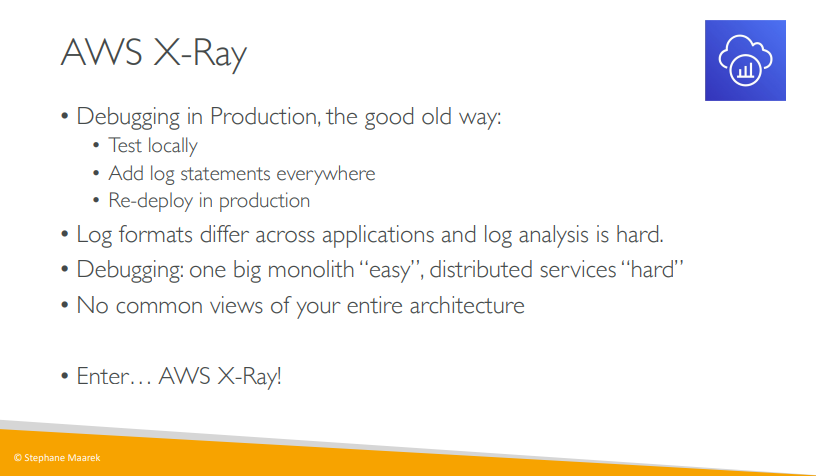 AWS X-Ray
• Debugging in Production, the good old way:
• Test locally
• Add log statements everywhere
• Re-deploy in production
• Log formats differ across applications and log analysis is hard.
• Debugging: one big monolith “easy”, distributed services “hard”
• No common views of your entire architecture
• Enter… AWS X-Ray!
© Stephane Maarek